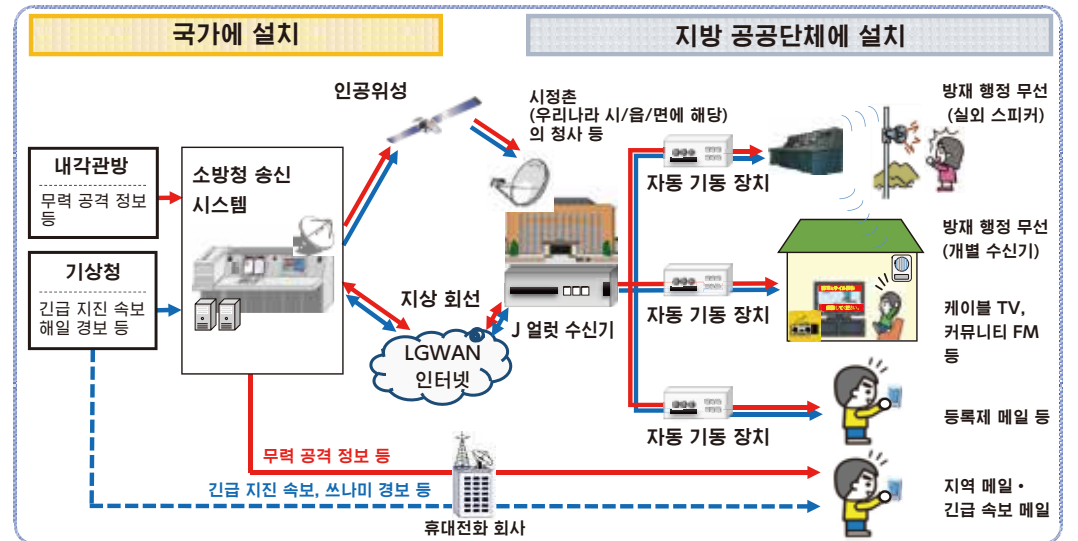 국가에 설치
지방 공공단체에 설치
인공위성
시정촌
(우리나라 시/읍/면에 해당)
의 청사 등
방재 행정 무선
(실외 스피커)
내각관방
무력 공격 정보
등
소방청 송신
시스템
자동 기동 장치
방재 행정 무선
(개별 수신기)
기상청
긴급 지진 속보
해일 경보 등
지상 회선
J 얼럿 수신기
자동 기동 장치
케이블 TV,
커뮤니티 FM
등
LGWAN
인터넷
자동 기동 장치
등록제 메일 등
무력 공격 정보 등
긴급 지진 속보, 쓰나미 경보 등
휴대전화 회사
지역 메일・
긴급 속보 메일